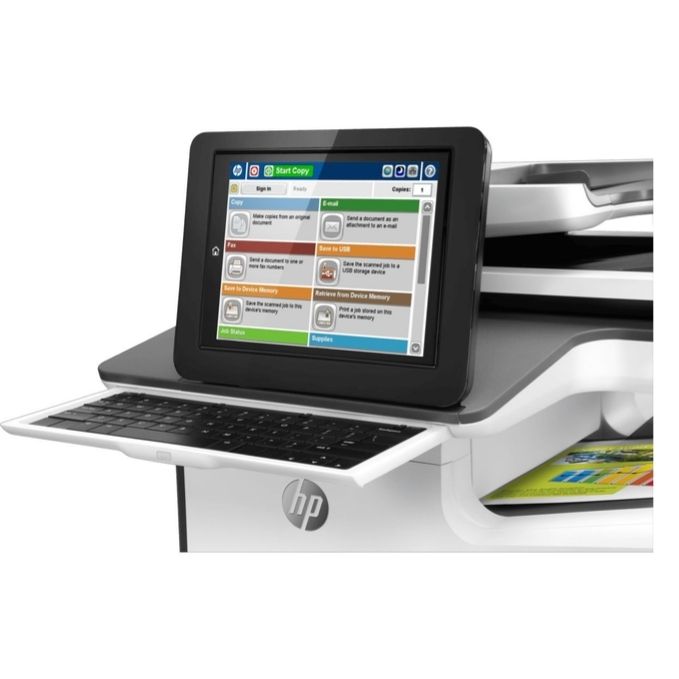 hp
Start Copy
?
Sign In
Ready
Copies: 1
Copy
Make copies from an original
document
E-mail
Send a document as an
attachment to an e-mail
Fax
Send a document to one or
more fax numbers
Save to USB
Save the scanned job to a
USB storage device
Save to Device Memory
Save the scanned job to this
device's memory
Retrieve from Device Memory
Print a job stored on this
device's memory
Job Status
Supplies
hp